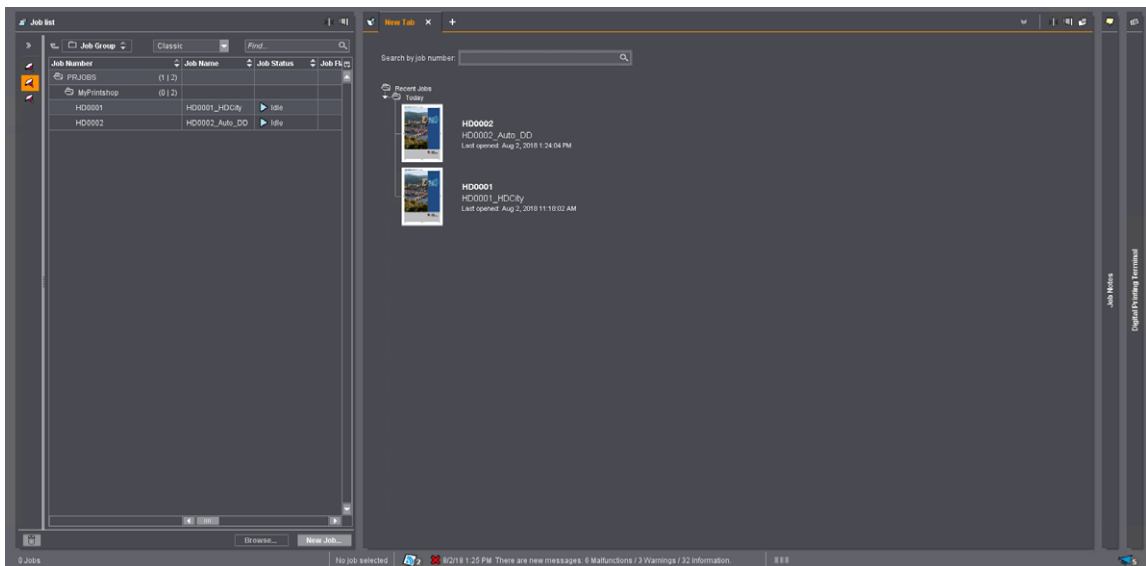 Job list
Job Group
Classic
Find...
Job Number Job Name Job Status Job Fl
PRJOBS (1 | 2)
MyPrintshop (0 | 2)
HD0001 HD0001_HDCity Idle
HD0002 HD0002_Auto_DD Idle
Browse...
New Job...
0 Jobs
No job selected
New Tab
Search by job number:
Recent Jobs
Today
HD0002
HD0002_Auto_DD
Last opened: Aug 2, 2018 1:24:04 PM
HD0001
HD0001_HDCity
Last opened: Aug 2, 2018 11:18:02 AM
Job Notes
Digital Printing Terminal
8/2/18 1:25 PM There are new messages: 6 Malfunctions / 3 Warnings / 32 Information.
5